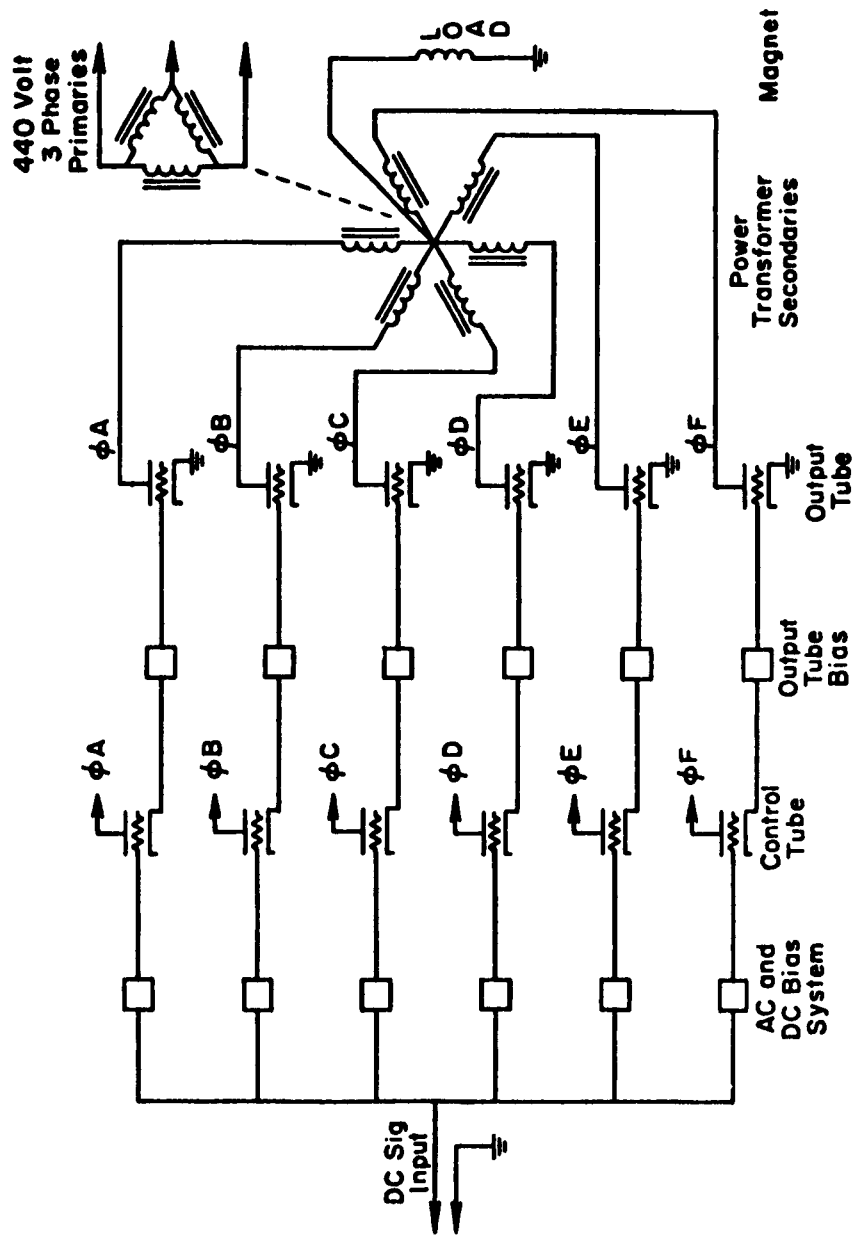 440 Volt
3 Phase
Primaries
LOAD
Magnet
Power
Transformer
Secondaries
ϕA
ϕB
ϕC
ϕD
ϕE
ϕF
Output
Tube
Output
Tube
Bias
ϕA
ϕB
ϕC
ϕD
ϕE
ϕF
Control
Tube
AC and
DC Bias
System
DC Sig
Input